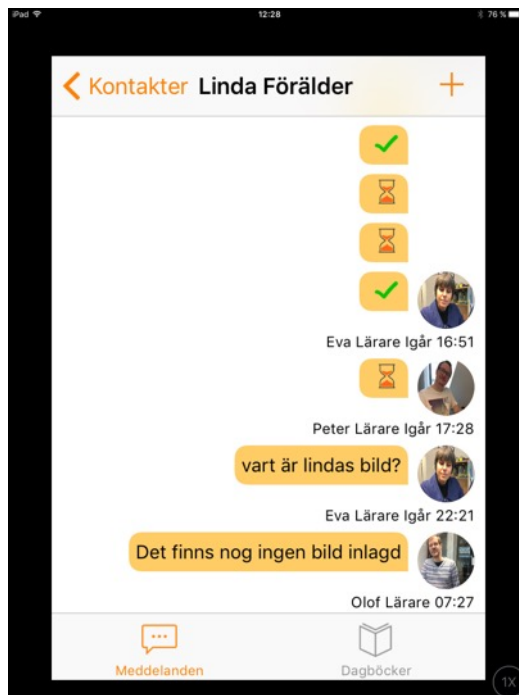 iPad 12:28 76 %
Kontakter Linda Förälder
Eva Lärare Igår 16:51
Peter Lärare Igår 17:28
vart är lindas bild?
Eva Lärare Igår 22:21
Det finns nog ingen bild inlagd
Olof Lärare 07:27
Meddelanden Dagböcker
1X